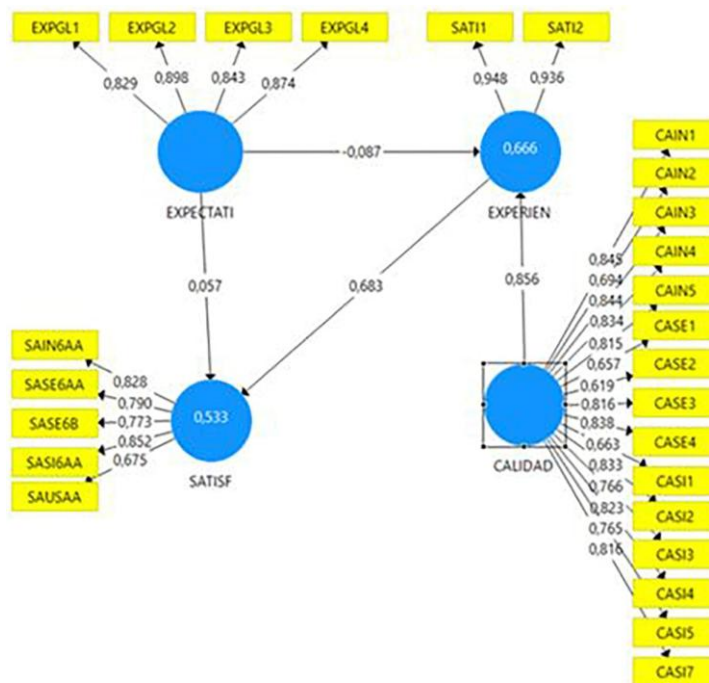 EXPGL1 EXPGL2 EXPGL3 EXPGL4 SATI1 SATI2
0,829 0,898 0,843 0,874 0,948 0,936
-0,087
0,666
EXPECTATI EXPERIEN
0,057
0,683
0,856
SAIN6AA
SASE6AA
SASE6B
SASI6AA
SAUSAA
0,828
0,790
0,773
0,852
0,675
0,533
SATISF
CALIDAD
0,845
0,694
0,844
0,834
0,815
0,657
0,619
0,816
0,838
0,663
0,833
0,766
0,823
0,765
0,816
CAIN1
CAIN2
CAIN3
CAIN4
CAIN5
CASE1
CASE2
CASE3
CASE4
CASI1
CASI2
CASI3
CASI4
CASI5
CASI7